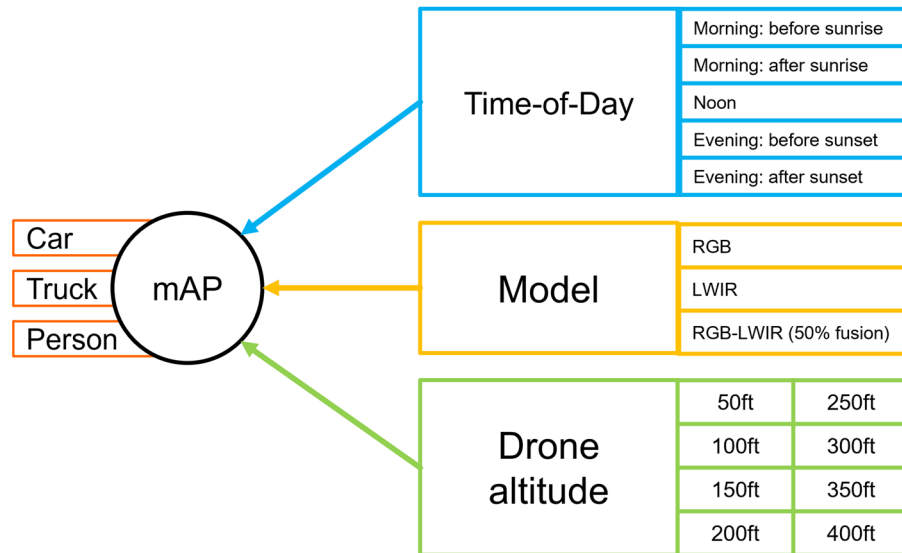 Car
Truck
Person
mAP
Time-of-Day
Morning: before sunrise
Morning: after sunrise
Noon
Evening: before sunset
Evening: after sunset
Model
RGB
LWIR
RGB-LWIR (50% fusion)
Drone
altitude
50ft 250ft
100ft 300ft
150ft 350ft
200ft 400ft